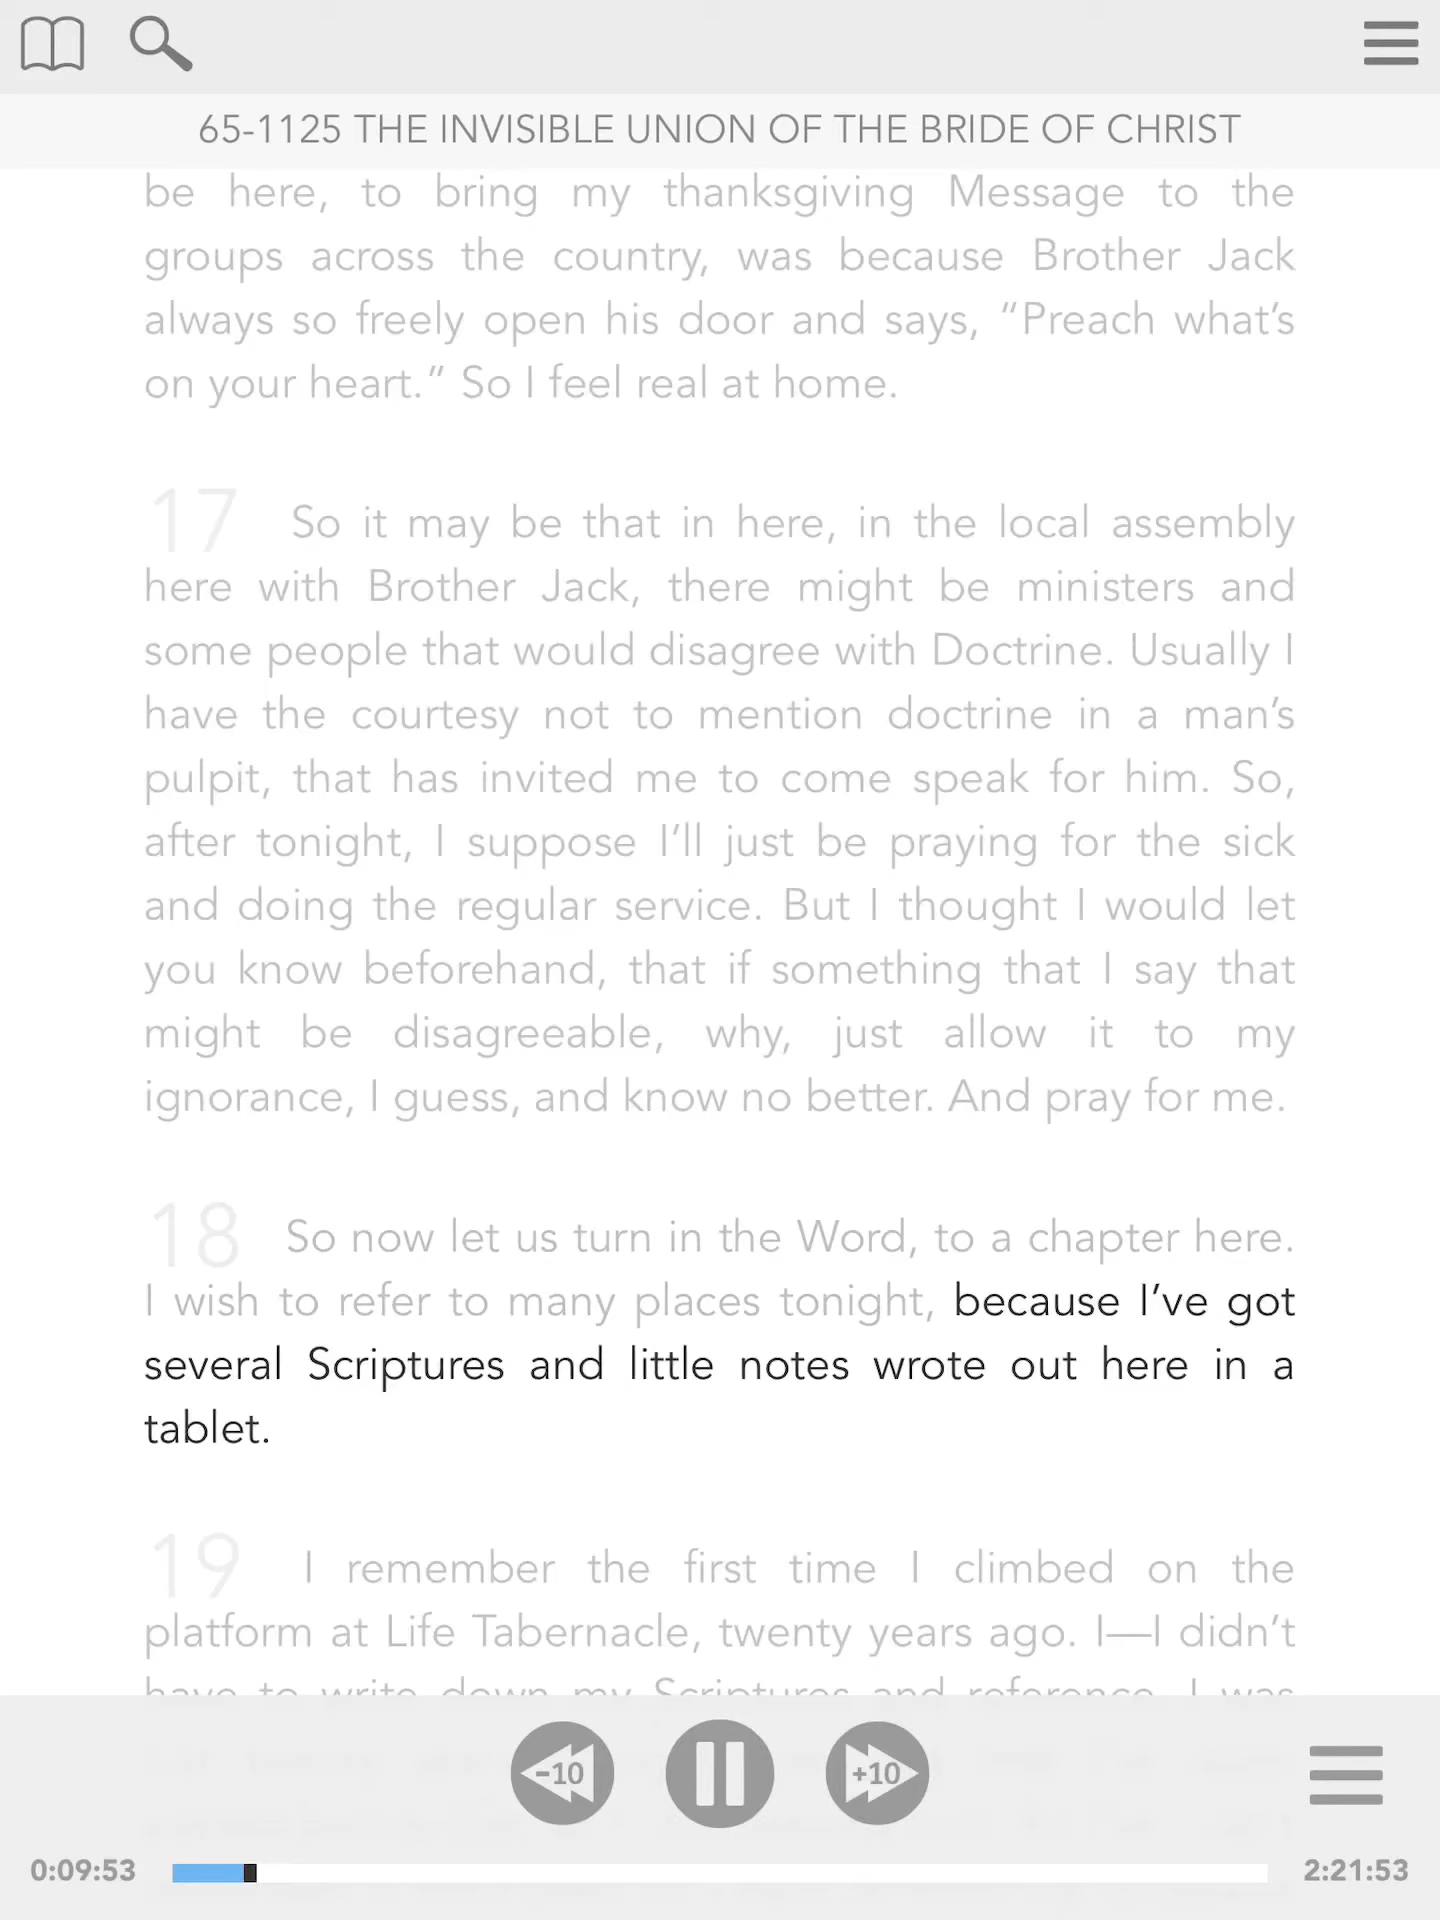 65-1125 THE INVISIBLE UNION OF THE BRIDE OF CHRIST
be here, to bring my thanksgiving Message to the
groups across the country, was because Brother Jack
always so freely open his door and says, “Preach what’s
on your heart.” So I feel real at home.
17 So it may be that in here, in the local assembly
here with Brother Jack, there might be ministers and
some people that would disagree with Doctrine. Usually I
have the courtesy not to mention doctrine in a man’s
pulpit, that has invited me to come speak for him. So,
after tonight, I suppose I’ll just be praying for the sick
and doing the regular service. But I thought I would let
you know beforehand, that if something that I say that
might be disagreeable, why, just allow it to my
ignorance, I guess, and know no better. And pray for me.
18 So now let us turn in the Word, to a chapter here.
I wish to refer to many places tonight, because I’ve got
several Scriptures and little notes wrote out here in a
tablet.
19 I remember the first time I climbed on the
platform at Life Tabernacle, twenty years ago. I—I didn’t
have to write down my Scriptures and reference. I was
-10 +10
0:09:53 2:21:53